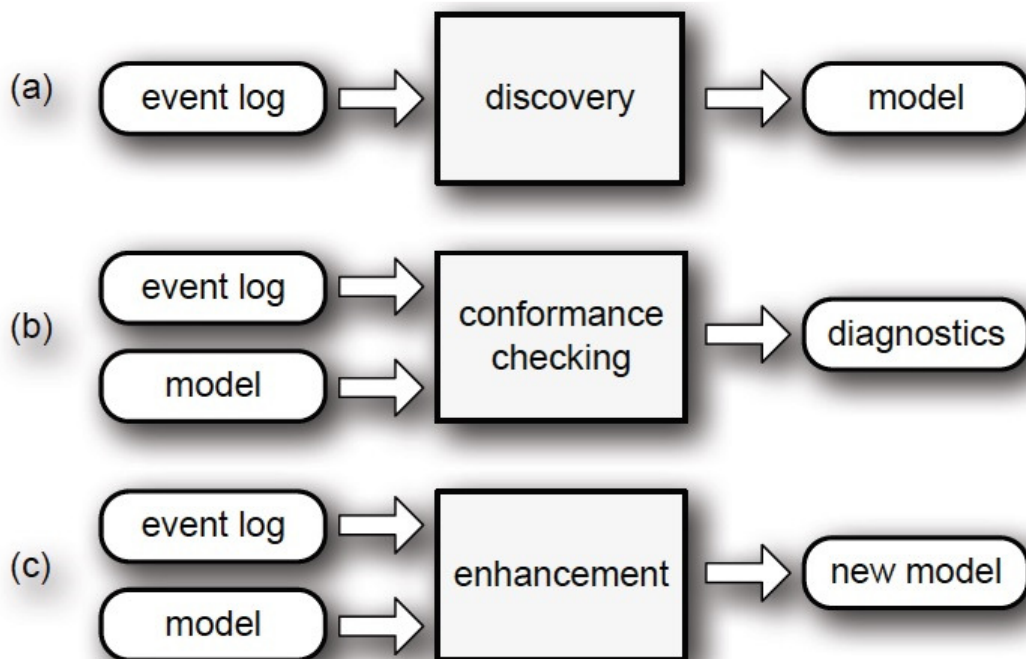 (a)
event log
discovery
model
(b)
event log
model
conformance
checking
diagnostics
(c)
event log
model
enhancement
new model